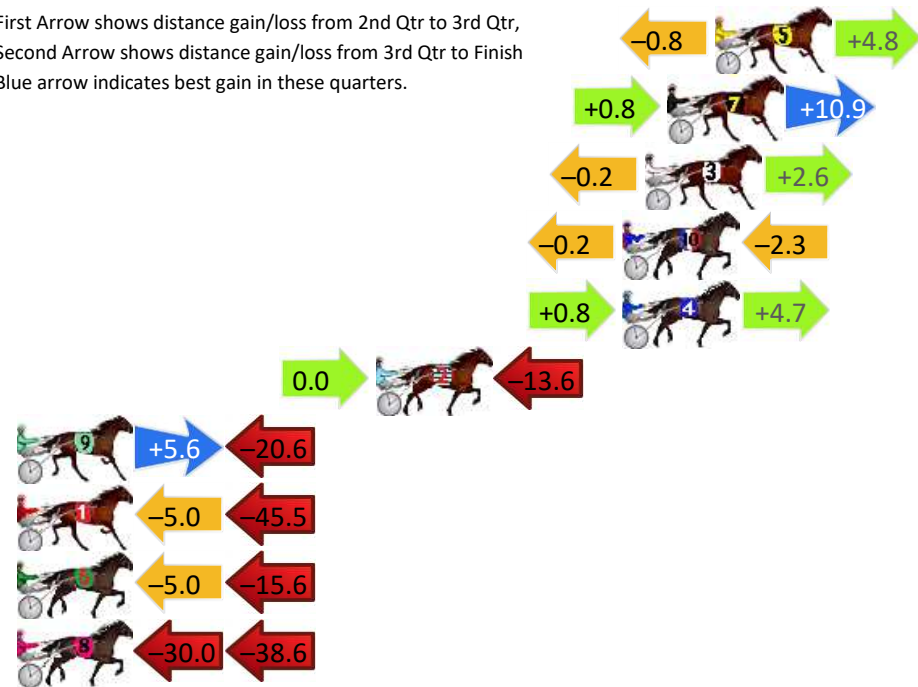 First Arrow shows distance gain/loss from 2nd Qtr to 3rd Qtr,
Second Arrow shows distance gain/loss from 3rd Qtr to Finish
Blue arrow indicates best gain in these quarters.
–0.8 5 +4.8
+0.8 7 +10.9
–0.2 3 +2.6
–0.2 10 –2.3
+0.8 4 +4.7
0.0 2 –13.6
9 +5.6 –20.6
1 –5.0 –45.5
6 –5.0 –15.6
8 –30.0 –38.6